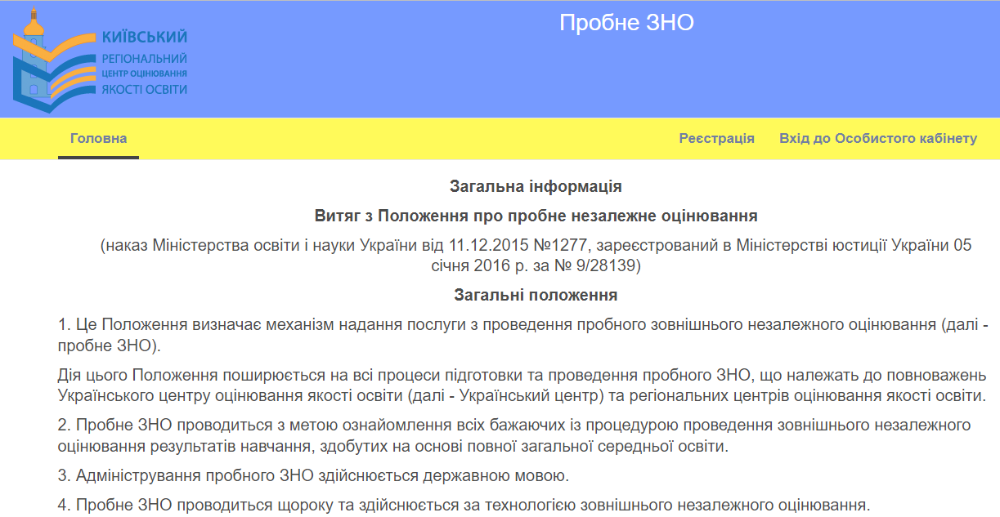 КИЇВСЬКИЙ
РЕГІОНАЛЬНИЙ
ЦЕНТР ОЦІНЮВАННЯ
ЯКОСТІ ОСВІТИ
Пробне ЗНО
Головна
Реєстрація
Вхід до Особистого кабінету
Загальна інформація
Витяг з Положення про пробне незалежне оцінювання
(наказ Міністерства освіти і науки України від 11.12.2015 №1277, зареєстрований в Міністерстві юстиції України 05
січня 2016 р. за № 9/28139)
Загальні положення
1. Це Положення визначає механізм надання послуги з проведення пробного зовнішнього незалежного оцінювання (далі -
пробне ЗНО).
Дія цього Положення поширюється на всі процеси підготовки та проведення пробного ЗНО, що належать до повноважень
Українського центру оцінювання якості освіти (далі - Український центр) та регіональних центрів оцінювання якості освіти.
2. Пробне ЗНО проводиться з метою ознайомлення всіх бажаючих із процедурою проведення зовнішнього незалежного
оцінювання результатів навчання, здобутих на основі повної загальної середньої освіти.
3. Адміністрування пробного ЗНО здійснюється державною мовою.
4. Пробне ЗНО проводиться щороку та здійснюється за технологією зовнішнього незалежного оцінювання.